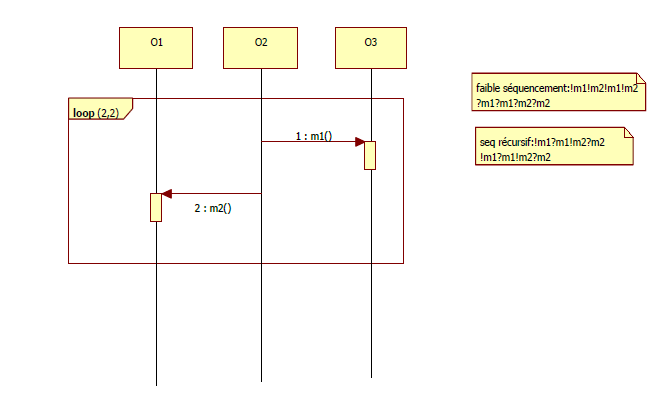 O1
O2
O3
loop (2,2)
1 : m1()
2 : m2()
faible séquencement:!m1!m2!m1!m2
?m1?m1?m2?m2
seq récursif:!m1?m1!m2?m2
!m1?m1!m2?m2